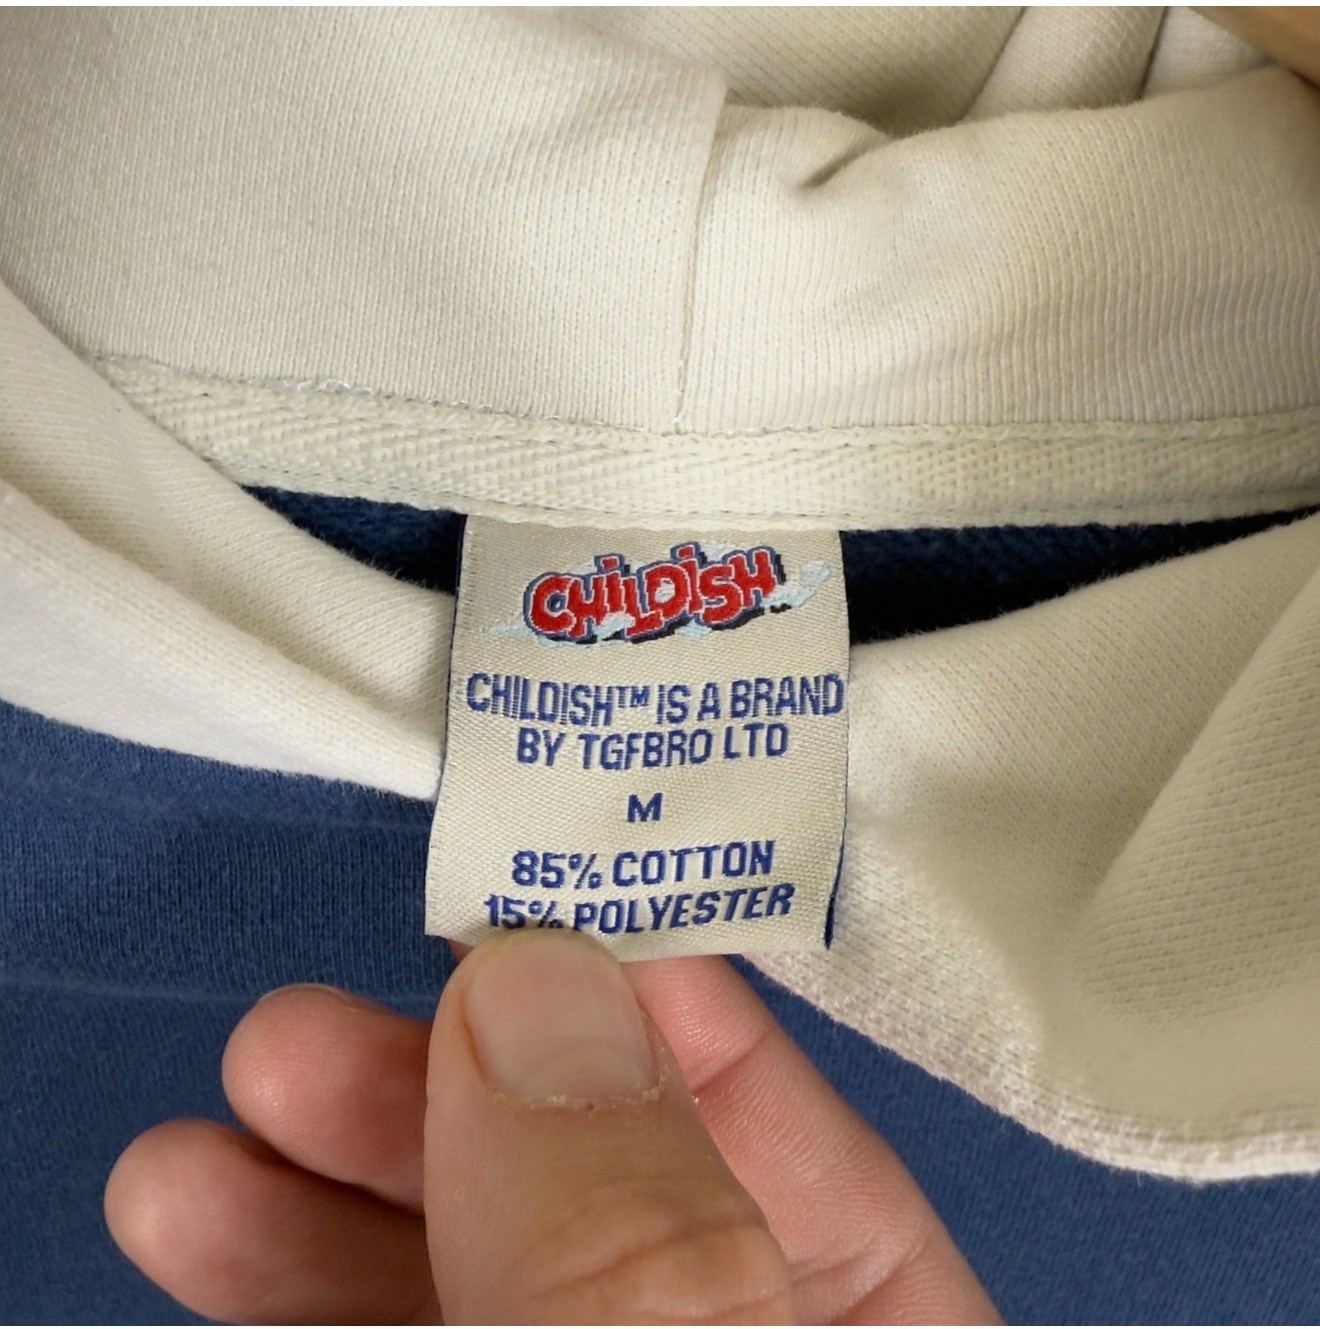 CHILDISH
CHILDISH™ IS A BRAND
BY TGFBRO LTD
M
85% COTTON
15% POLYESTER